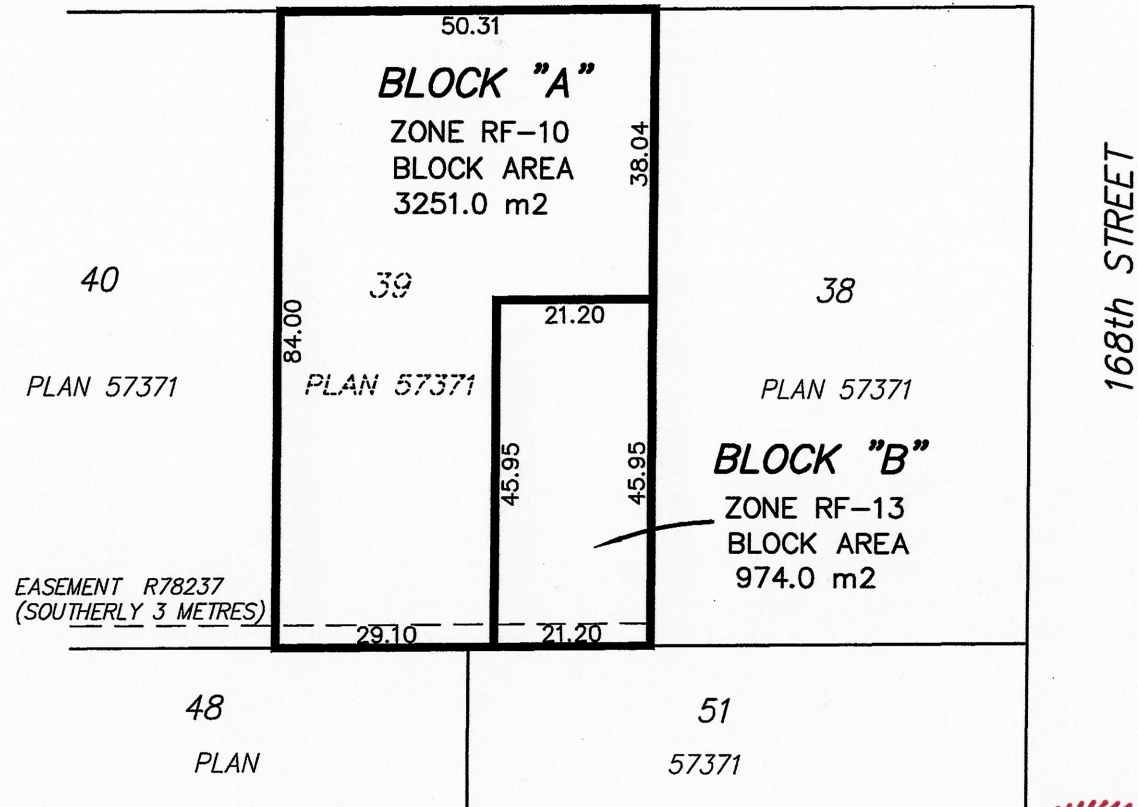 50.31
BLOCK "A"
ZONE RF-10
BLOCK AREA
3251.0 m2
38.04
168th STREET
40
39
38
21.20
84.00
PLAN 57371
PLAN 57371
PLAN 57371
45.95
45.95
BLOCK "B"
ZONE RF-13
BLOCK AREA
974.0 m2
EASEMENT R78237
(SOUTHERLY 3 METRES)
29.10
21.20
48
51
PLAN
57371